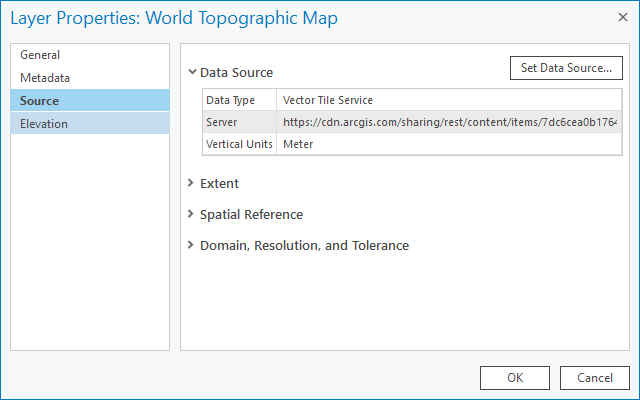 Layer Properties: World Topographic Map
General
Metadata
Source
Elevation
Data Source
Set Data Source...
Data Type Vector Tile Service
Server https://cdn.arcgis.com/sharing/rest/content/items/7dc6cea0b1764
Vertical Units Meter
Extent
Spatial Reference
Domain, Resolution, and Tolerance
OK Cancel